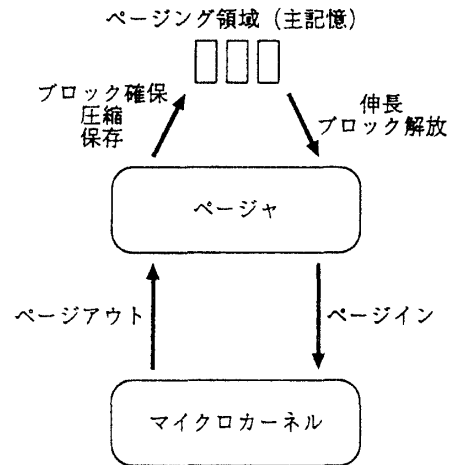 ページング領域（主記憶）
ブロック確保
圧縮
保存
伸長
ブロック解放
ページャ
ページアウト
ページイン
マイクロカーネル